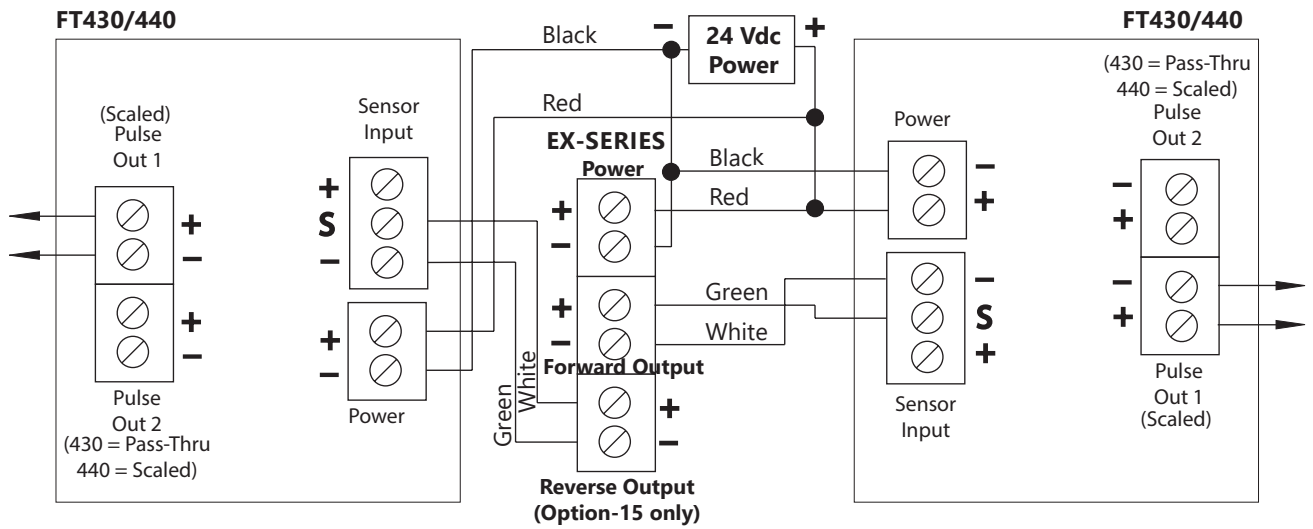 FT430/440
(Scaled)
Pulse
Out 1
+
−
+
−
Pulse
Out 2
(430 = Pass-Thru
440 = Scaled)
Sensor
Input
+
S
−
+
−
Power
Black
Red
−
24 Vdc
Power
+
EX-SERIES
Power
+
−
Black
Red
+
−
Green
White
Forward Output
Green
White
+
−
Reverse Output
(Option-15 only)
FT430/440
(430 = Pass-Thru
440 = Scaled)
Pulse
Out 2
Power
−
+
−
+
−
S
+
Sensor
Input
−
+
Pulse
Out 1
(Scaled)